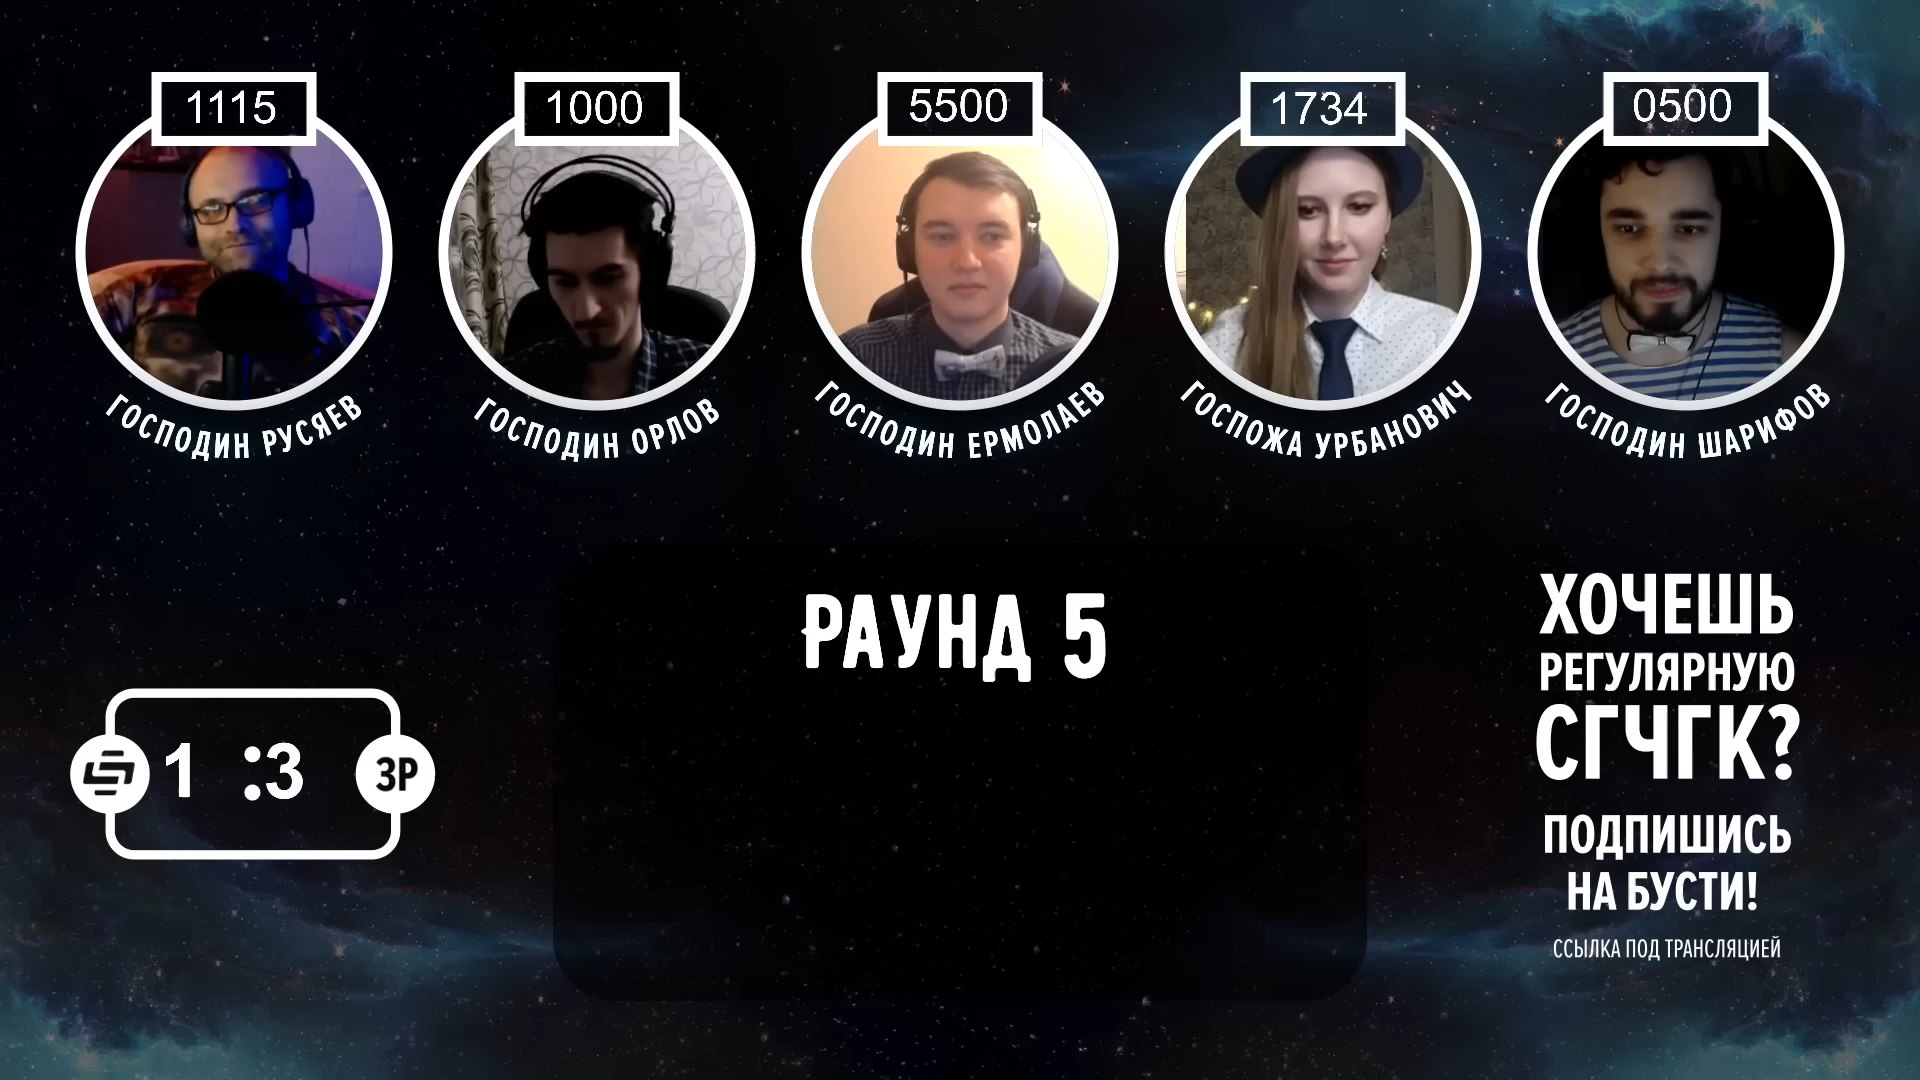 1115
1000
5500
1734
0500
ГОСПОДИН РУСЯЕВ
ГОСПОДИН ОРЛОВ
ГОСПОДИН ЕРМОЛАЕВ
ГОСПОЖА УРБАНОВИЧ
ГОСПОДИН ШАРИФОВ
РАУНД 5
1 :3
ЗР
ХОЧЕШЬ
РЕГУЛЯРНУЮ
СГЧГК?
ПОДПИШИСЬ
НА БУСТИ!
ССЫЛКА ПОД ТРАНСЛЯЦИЕЙ